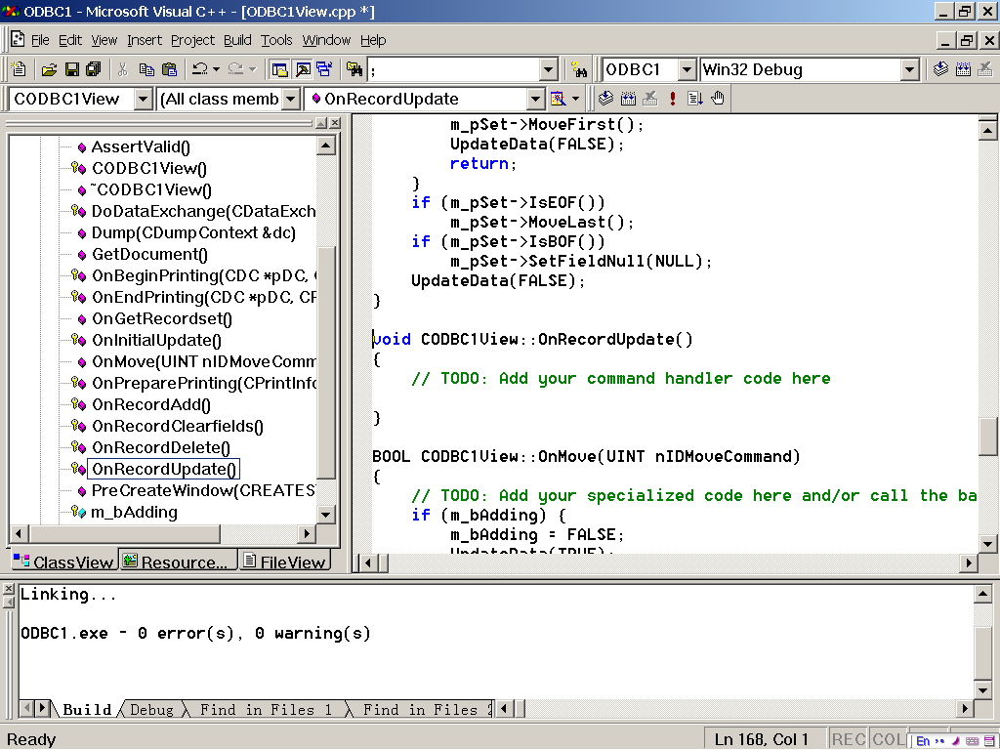 ODBC1 - Microsoft Visual C++ - [ODBC1View.cpp *]
File Edit View Insert Project Build Tools Window Help
; ODBC1 Win32 Debug
CODBC1View (All class memb OnRecordUpdate
AssertValid()
CODBC1View()
~CODBC1View()
DoDataExchange(CDataExch
Dump(CDumpContext &dc)
GetDocument()
OnBeginPrinting(CDC *pDC, C
OnEndPrinting(CDC *pDC, CP
OnGetRecordset()
OnInitialUpdate()
OnMove(UINT nIDMoveComm
OnPreparePrinting(CPrintInfo
OnRecordAdd()
OnRecordClearfields()
OnRecordDelete()
OnRecordUpdate()
PreCreateWindow(CREATES
m_bAdding
ClassView Resource... FileView
m_pSet->MoveFirst();
UpdateData(FALSE);
return;
}
if (m_pSet->IsEOF())
m_pSet->MoveLast();
if (m_pSet->IsBOF())
m_pSet->SetFieldNull(NULL);
UpdateData(FALSE);
}
void CODBC1View::OnRecordUpdate()
{
// TODO: Add your command handler code here
}
BOOL CODBC1View::OnMove(UINT nIDMoveCommand)
{
// TODO: Add your specialized code here and/or call the ba
if (m_bAdding) {
m_bAdding = FALSE;
UpdateData(TRUE);
Linking...
ODBC1.exe - 0 error(s), 0 warning(s)
Build Debug Find in Files 1 Find in Files 2
Ready Ln 168, Col 1 REC COL En